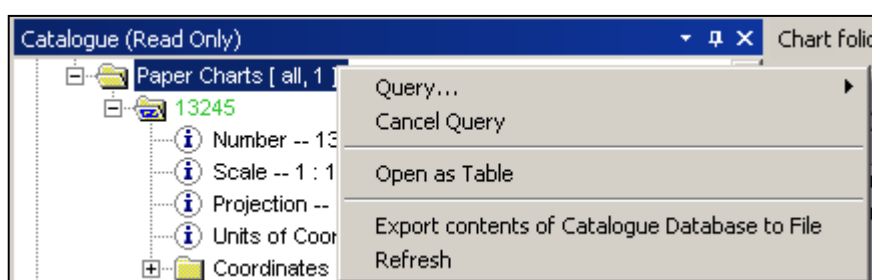 Catalogue (Read Only)
Chart folio
Paper Charts [ all, 1 ]
13245
Number -- 13
Scale -- 1 : 1
Projection --
Units of Coor
Coordinates
Query...
Cancel Query
Open as Table
Export contents of Catalogue Database to File
Refresh